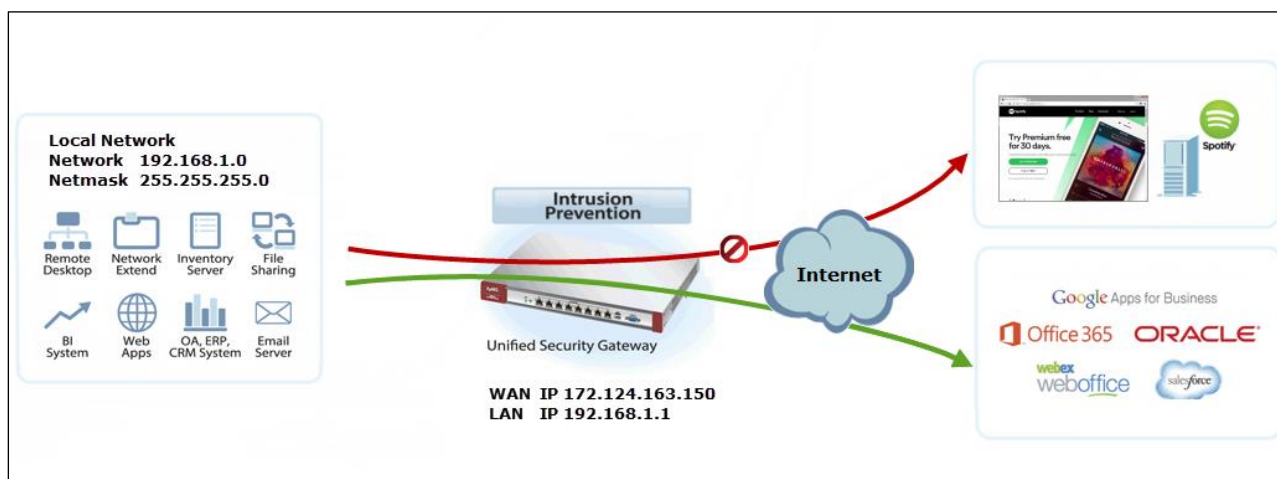 Local Network
Network 192.168.1.0
Netmask 255.255.255.0
Remote
Desktop
Network
Extend
Inventory
Server
File
Sharing
BI
System
Web
Apps
OA, ERP,
CRM System
Email
Server
Intrusion
Prevention
Unified Security Gateway
WAN IP 172.124.163.150
LAN IP 192.168.1.1
Internet
Try Premium free
for 30 days.
Spotify
Google Apps for Business
Office 365
ORACLE
webex
weboffice
salesforce